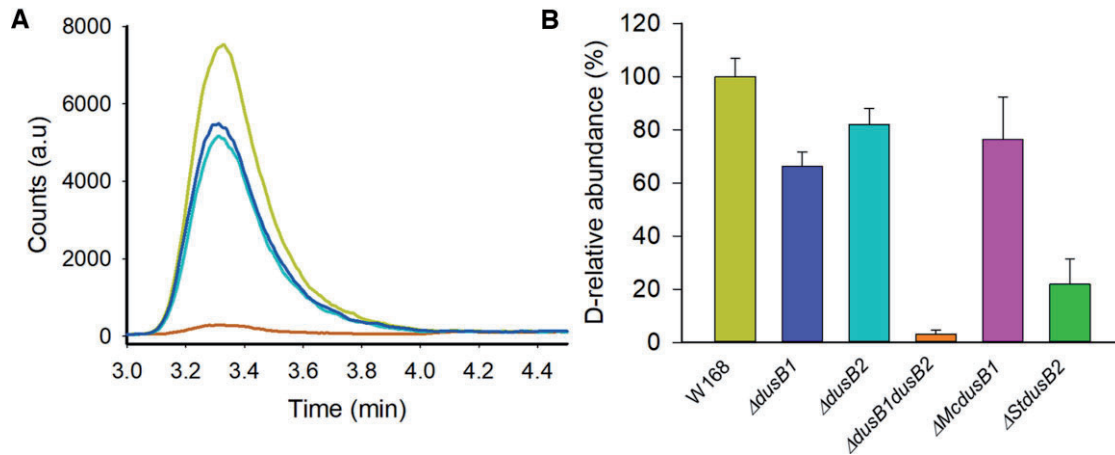 A
Counts (a.u)
8000
6000
4000
2000
0
3.0 3.2 3.4 3.6 3.8 4.0 4.2 4.4
Time (min)
B
D-relative abundance (%)
120
100
80
60
40
20
0
W168
ΔdusB1
ΔdusB2
ΔdusB1dusB2
ΔMcdusB1
ΔStdusB2